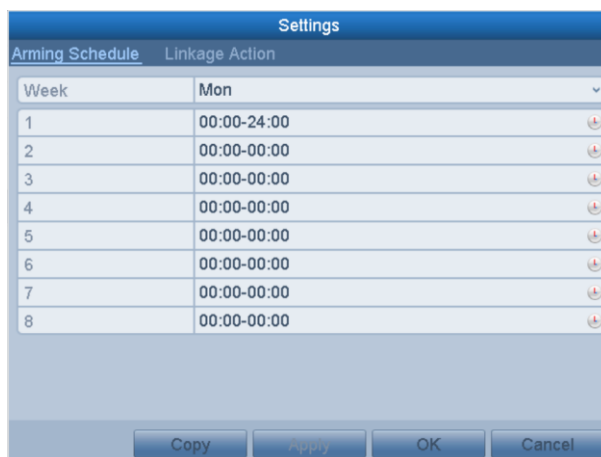 Settings
Arming Schedule Linkage Action
Week Mon
1 00:00-24:00
2 00:00-00:00
3 00:00-00:00
4 00:00-00:00
5 00:00-00:00
6 00:00-00:00
7 00:00-00:00
8 00:00-00:00
Copy Apply OK Cancel